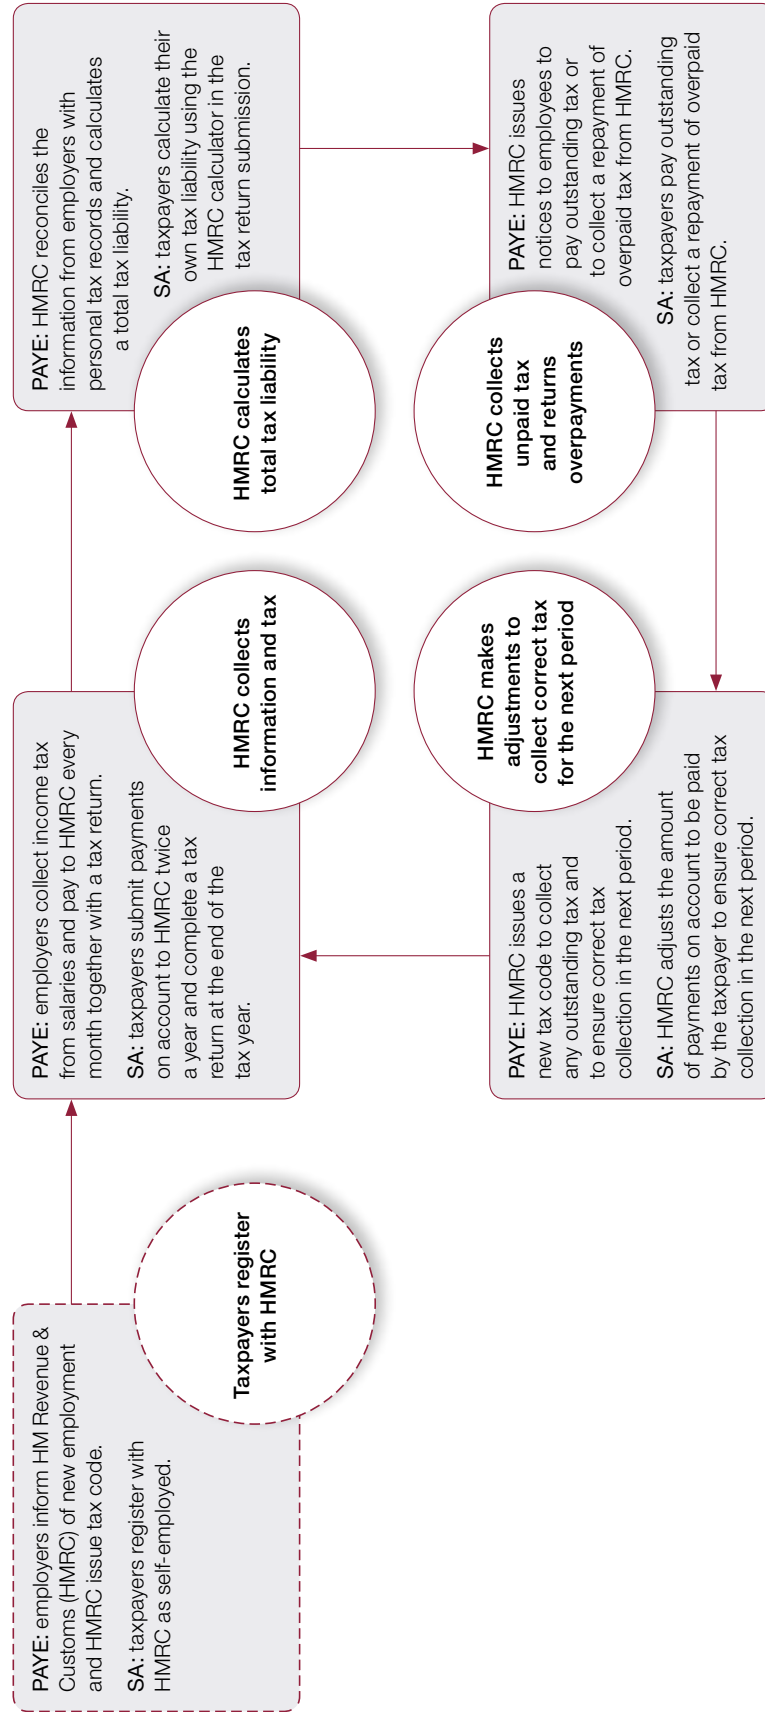 PAYE: employers inform HM Revenue &
Customs (HMRC) of new employment
and HMRC issue tax code.
SA: taxpayers register with
HMRC as self-employed.
Taxpayers register
with HMRC
PAYE: employers collect income tax
from salaries and pay to HMRC every
month together with a tax return.
SA: taxpayers submit payments
on account to HMRC twice
a year and complete a tax
return at the end of the
tax year.
HMRC collects
information and tax
PAYE: HMRC reconciles the
information from employers with
personal tax records and calculates
a total tax liability.
SA: taxpayers calculate their
own tax liability using the
HMRC calculator in the
tax return submission.
HMRC calculates
total tax liability
PAYE: HMRC issues
notices to employees to
pay outstanding tax or
to collect a repayment of
overpaid tax from HMRC.
SA: taxpayers pay outstanding
tax or collect a repayment of overpaid
tax from HMRC.
HMRC collects
unpaid tax
and returns
overpayments
PAYE: HMRC issues a
new tax code to collect
any outstanding tax and
to ensure correct tax
collection in the next period.
SA: HMRC adjusts the amount
of payments on account to be paid
by the taxpayer to ensure correct tax
collection in the next period.
HMRC makes
adjustments to
collect correct tax
for the next period